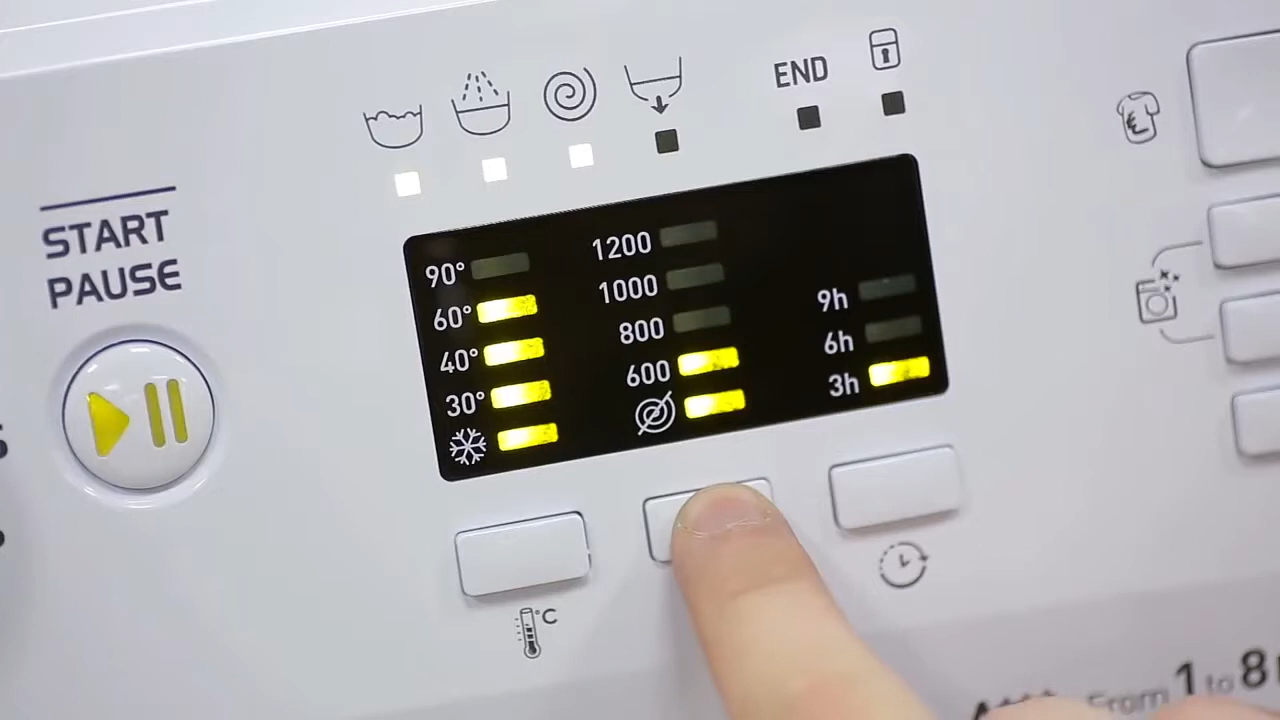 END
START
PAUSE
90° 1200
60° 1000 9h
40° 800 6h
30° 600 3h
°C
From 1 to 8